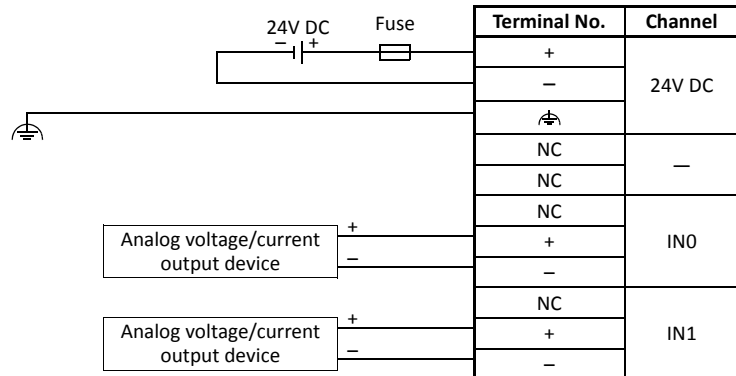 24V DC
Fuse
– +
Terminal No. Channel
+
–
24V DC
NC
NC
—
NC
+
–
IN0
Analog voltage/current
output device
+
–
NC
+
–
IN1
Analog voltage/current
output device
+
–